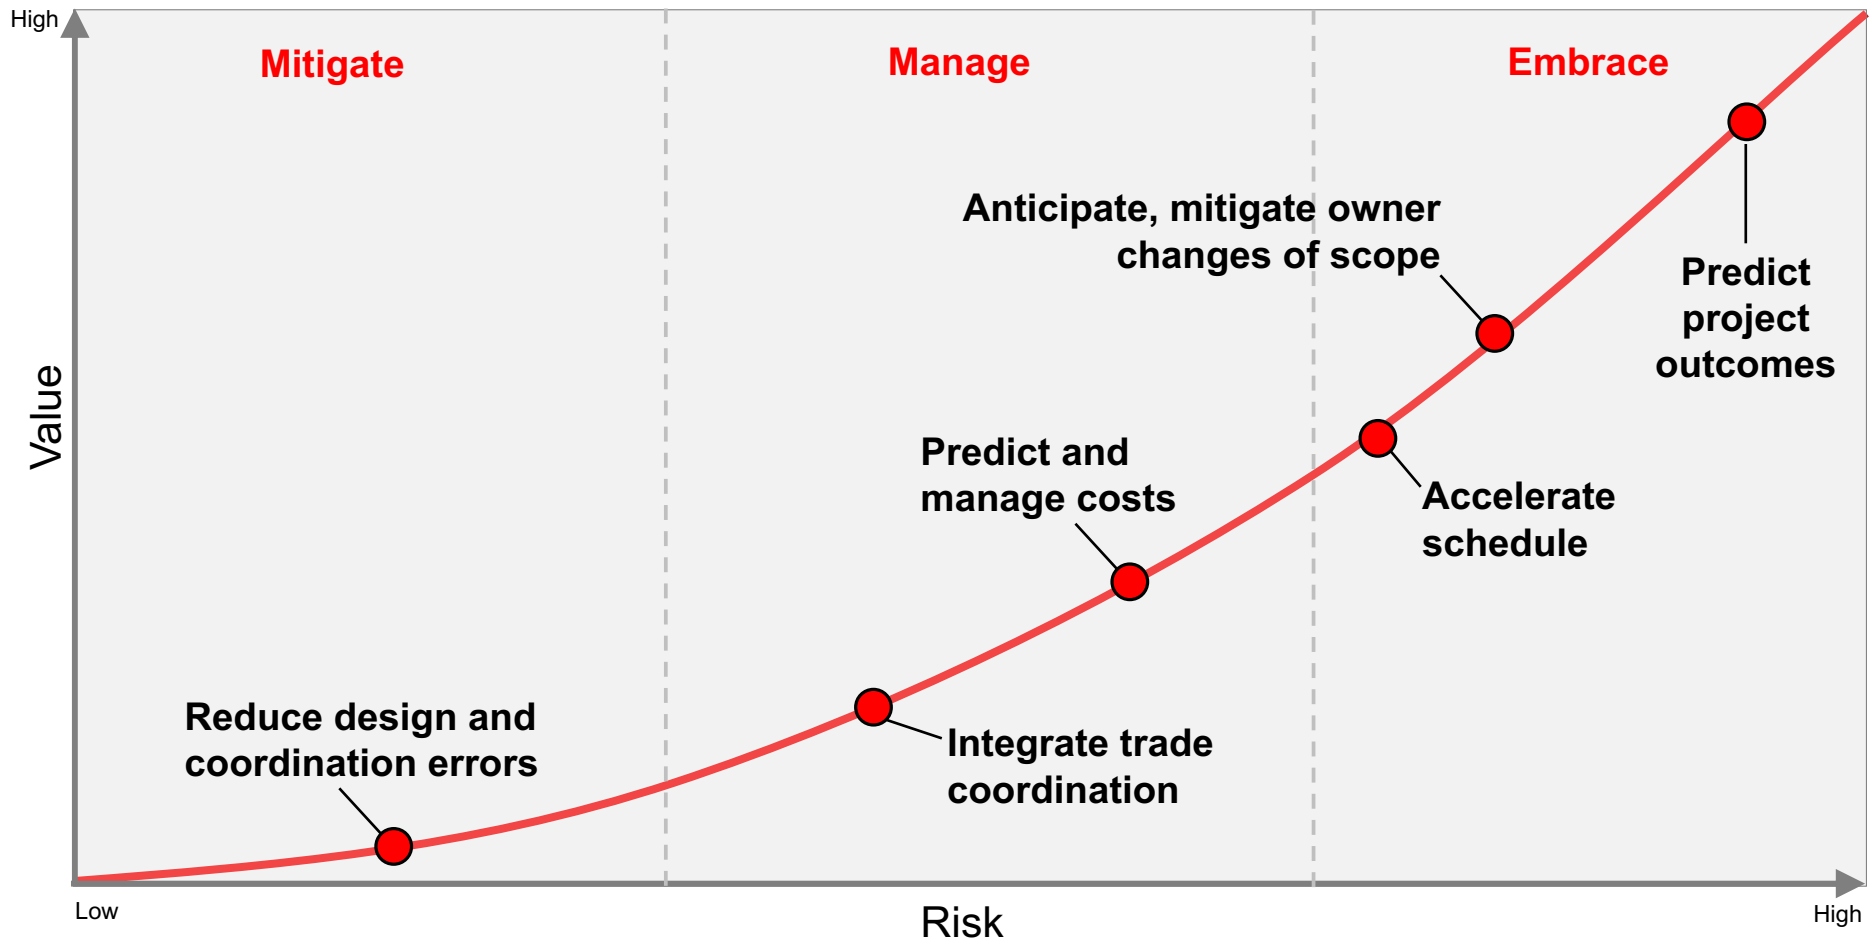 High
Mitigate
Manage
Embrace
Anticipate, mitigate owner
changes of scope
Predict
project
outcomes
Value
Predict and
manage costs
Accelerate
schedule
Reduce design and
coordination errors
Integrate trade
coordination
Low
Risk
High